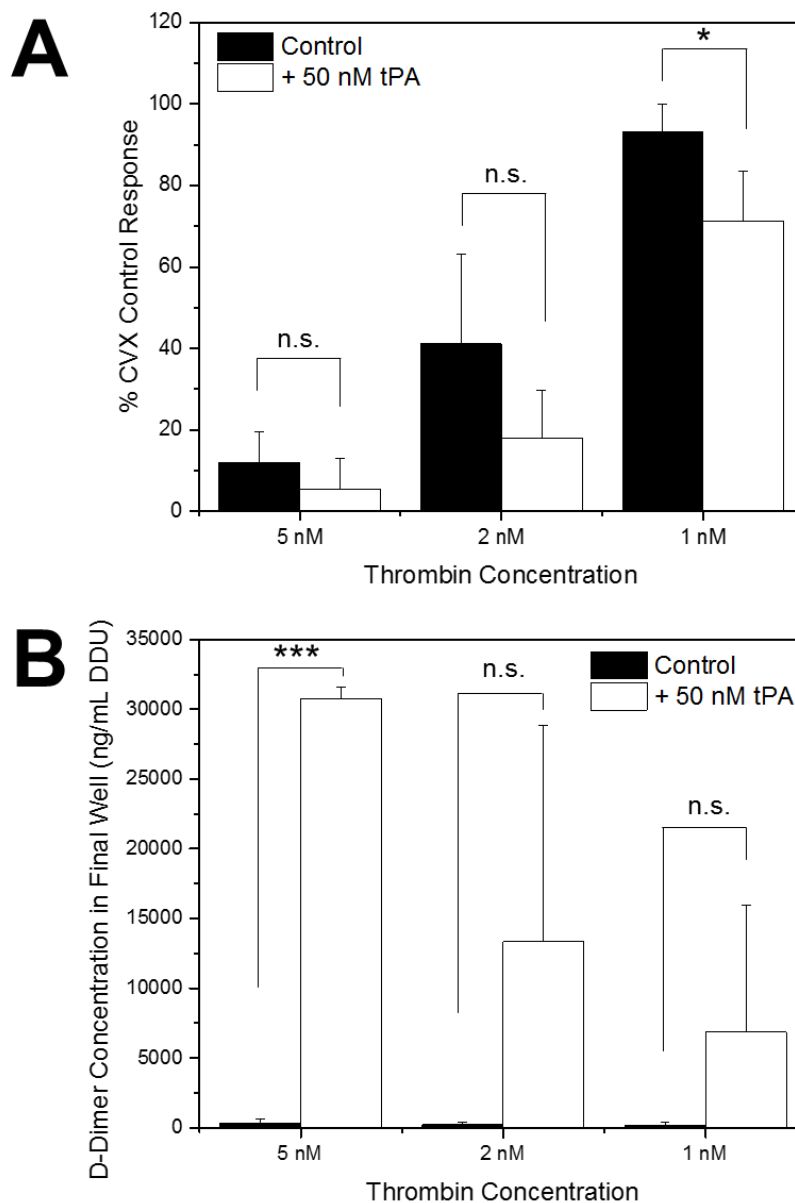 A
% CVX Control Response
120
100
80
60
40
20
0
Control
+ 50 nM tPA
n.s.
n.s.
*
5 nM
2 nM
1 nM
Thrombin Concentration
B
D-Dimer Concentration in Final Well (ng/mL DDU)
35000
30000
25000
20000
15000
10000
5000
0
***
n.s.
n.s.
Control
+ 50 nM tPA
5 nM
2 nM
1 nM
Thrombin Concentration